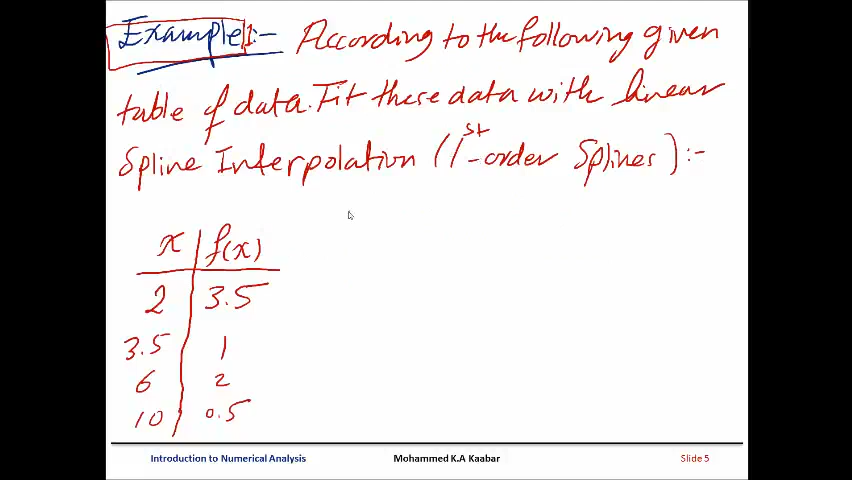 Example 1:- According to the following given
table of data. Fit these data with linear
Spline Interpolation (1st-order Splines) :-
x f(x)
2 3.5
3.5 1
6 2
10 0.5
Introduction to Numerical Analysis Mohammed K.A Kaabar Slide 5